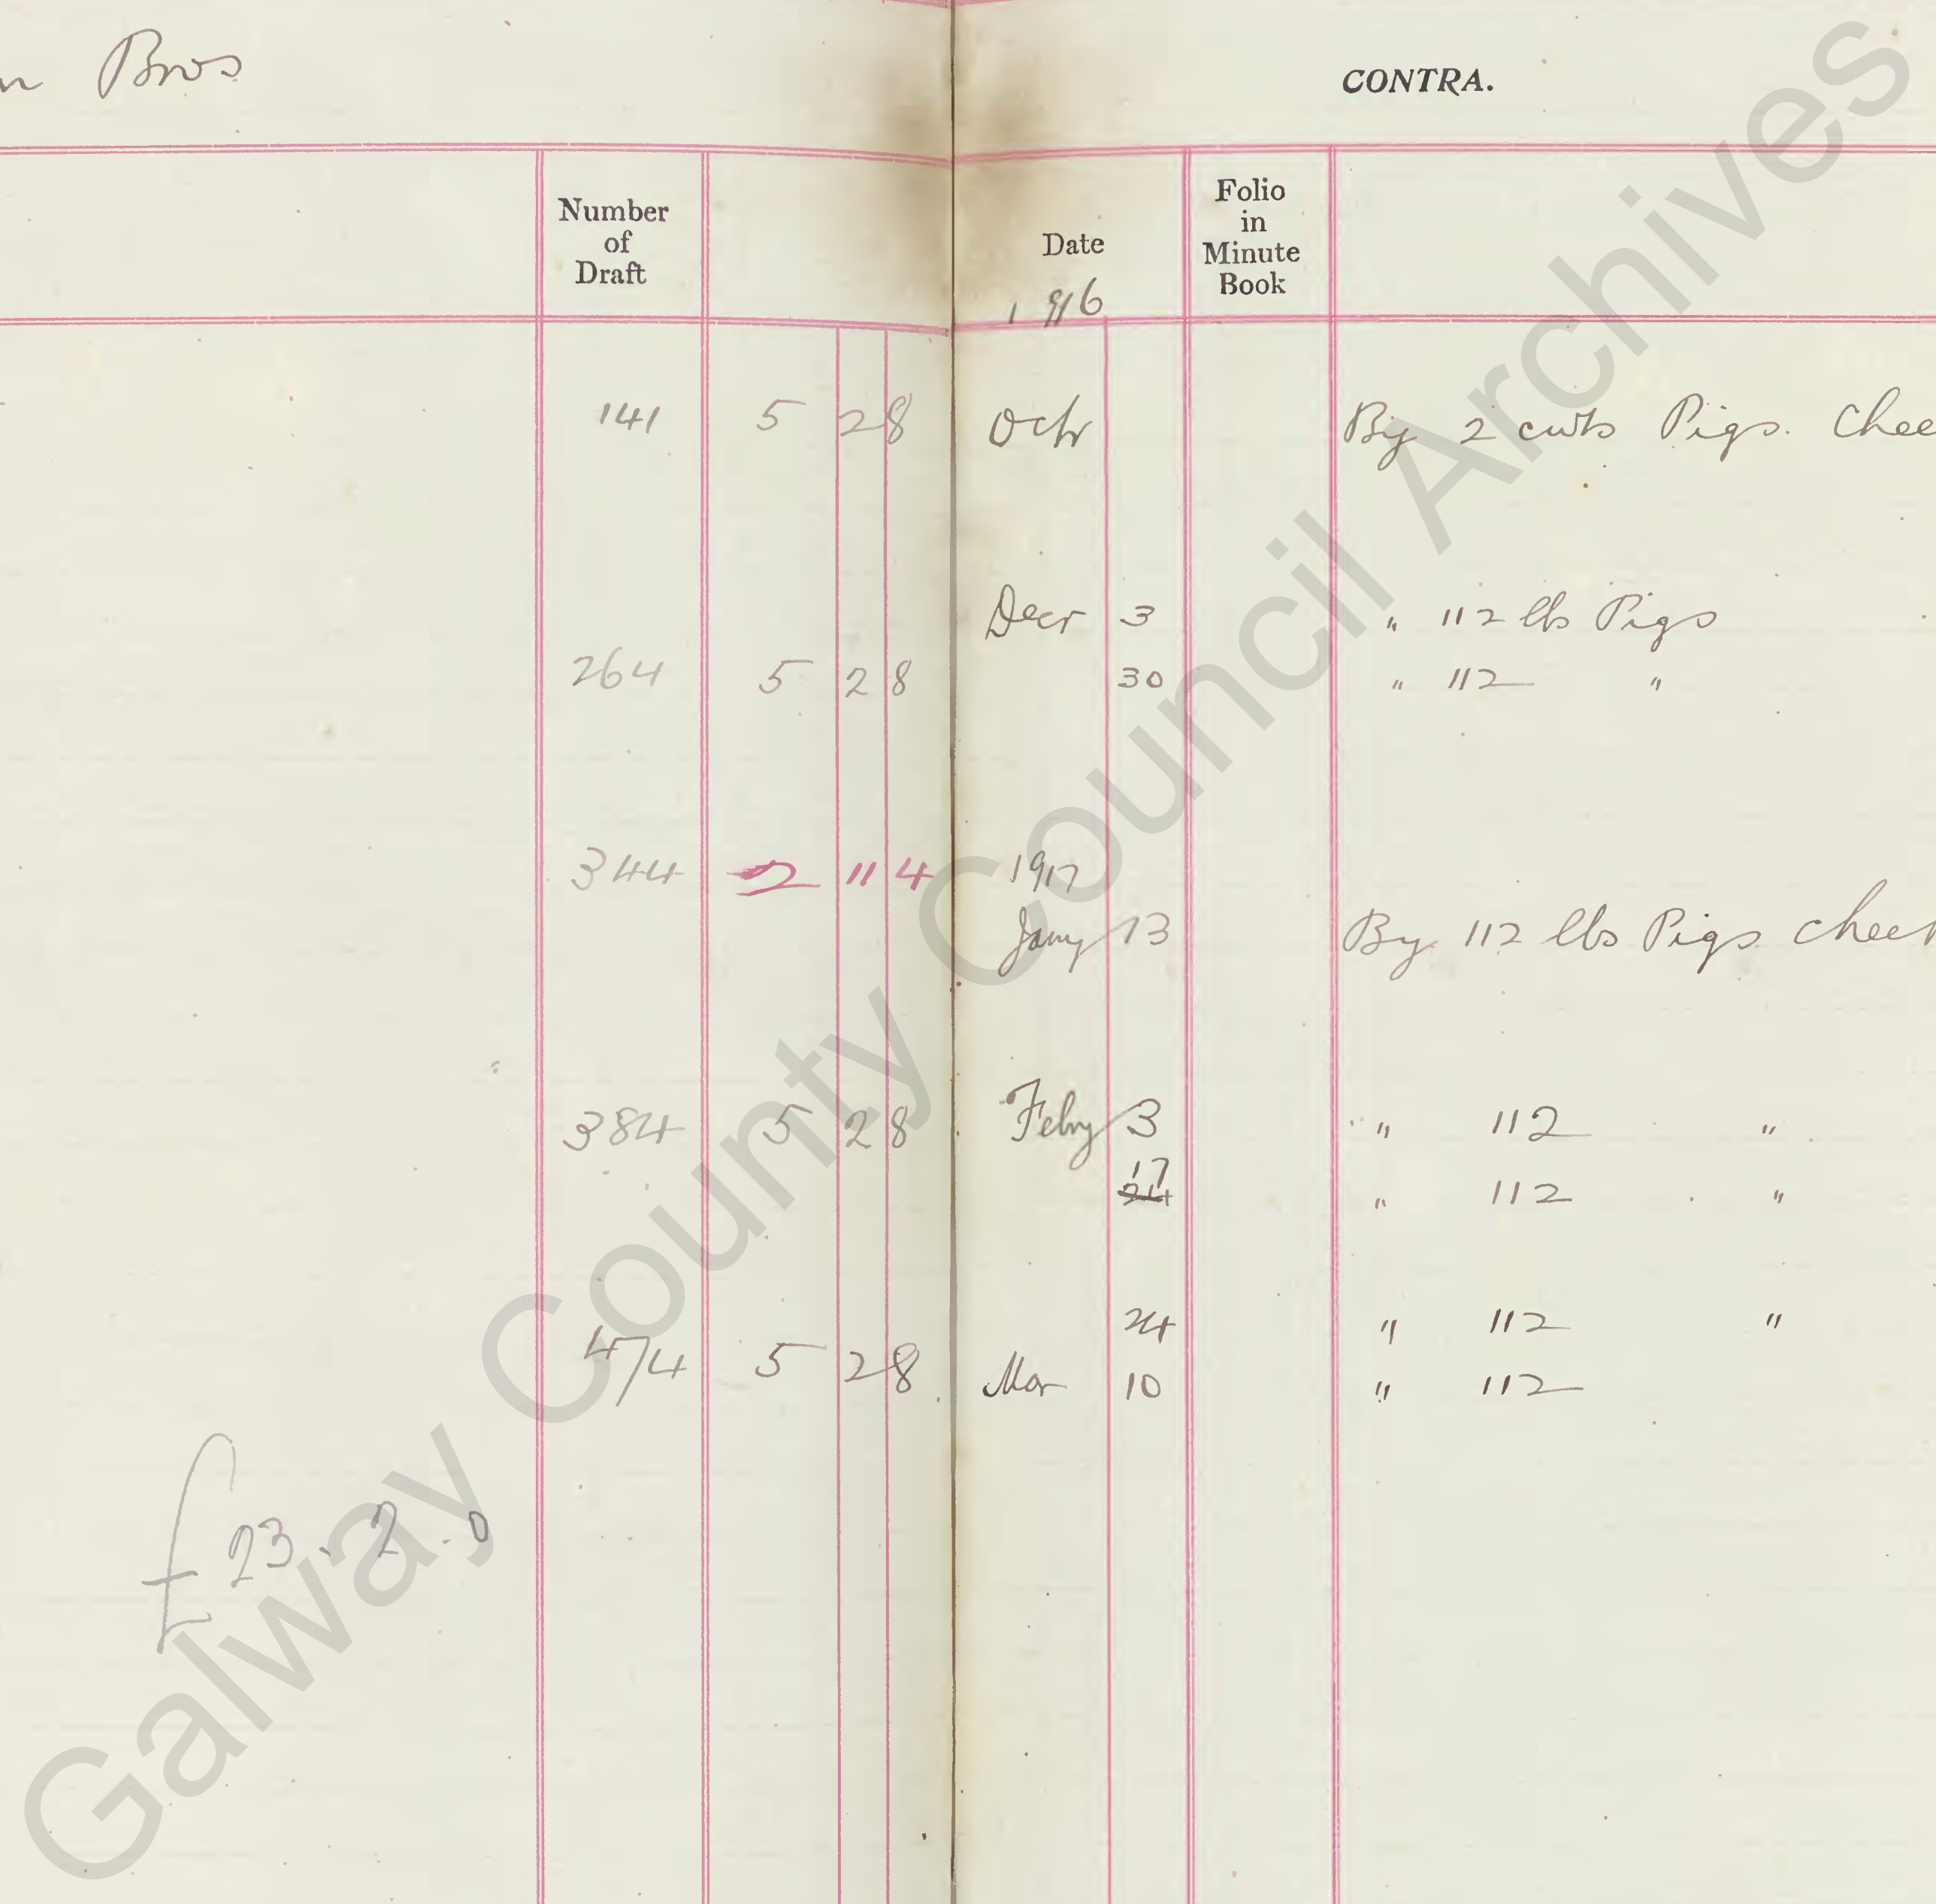 Bros
CONTRA.
Number of Draft
Date
1916
Folio in Minute Book
141 5 2 8 Octr By 2 cwts Pigs. Chee
Decr 3 " 112 lbs Pigs
264 5 2 8 30 " 112 "
344 2 11 4 1917
Jany 13 By 112 lbs Pigs cheek
384 5 2 8 Feby 3 " 112 "
17
24 " 112 "
24 " 112 "
474 5 2 8 Mar 10 " 112
£23. 2. 0
Galway County Council Archives